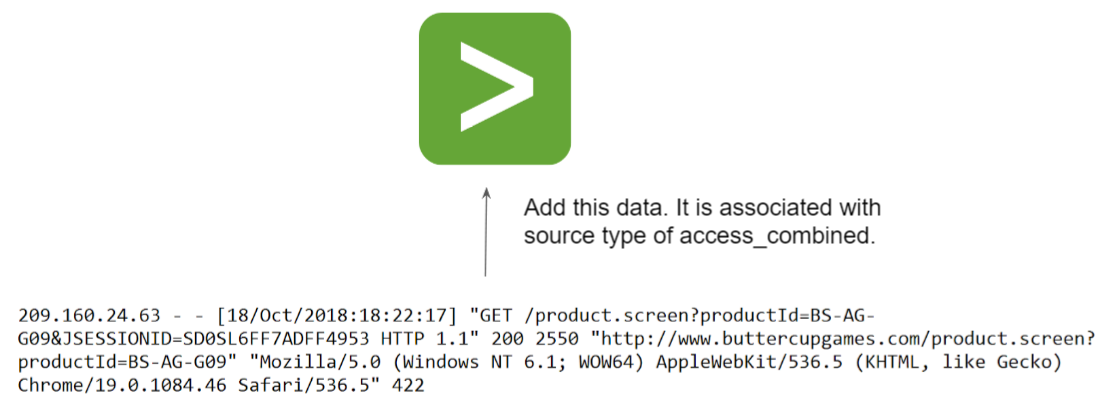 >
Add this data. It is associated with
source type of access_combined.
209.160.24.63 - - [18/Oct/2018:18:22:17] "GET /product.screen?productId=BS-AG-
G09&JSESSIONID=SD0SL6FF7ADFF4953 HTTP 1.1" 200 2550 "http://www.buttercupgames.com/product.screen?
productId=BS-AG-G09" "Mozilla/5.0 (Windows NT 6.1; WOW64) AppleWebKit/536.5 (KHTML, like Gecko)
Chrome/19.0.1084.46 Safari/536.5" 422